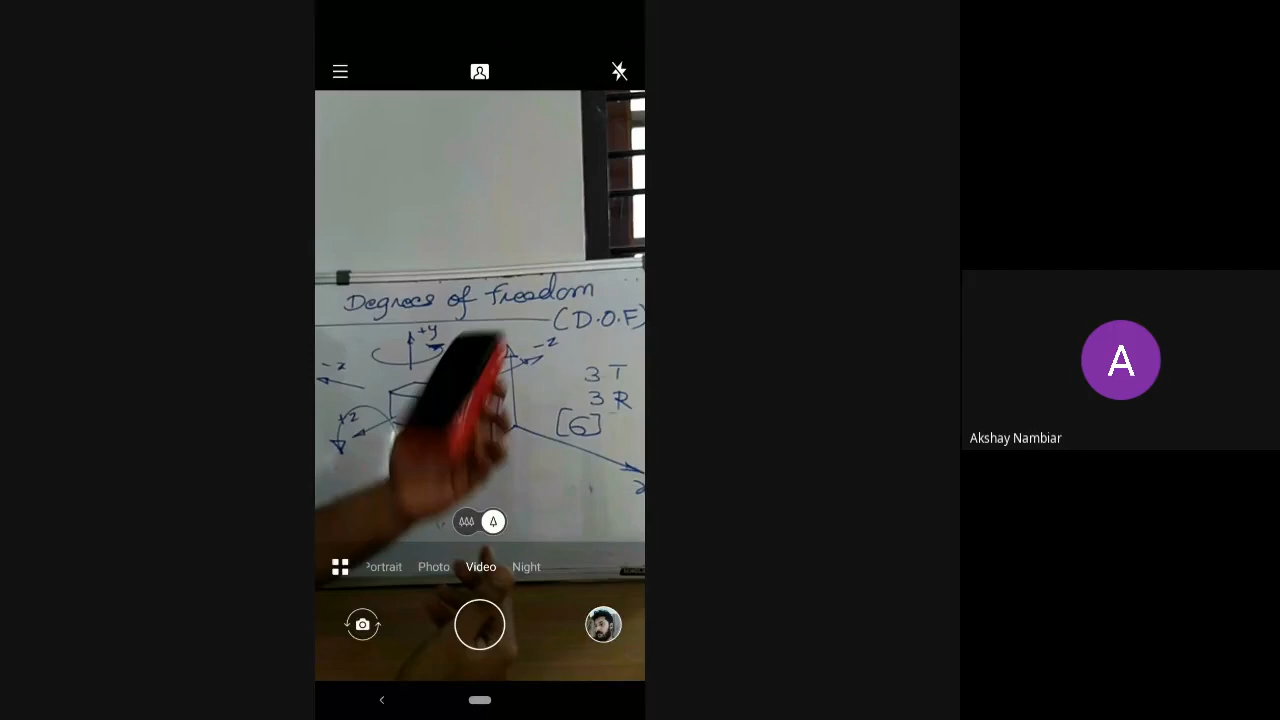 Degrees of freedom
(D.O.F)
+y
-z
-x
3 T
+z
3 R
[6]
Portrait Photo Video Night
A
Akshay Nambiar